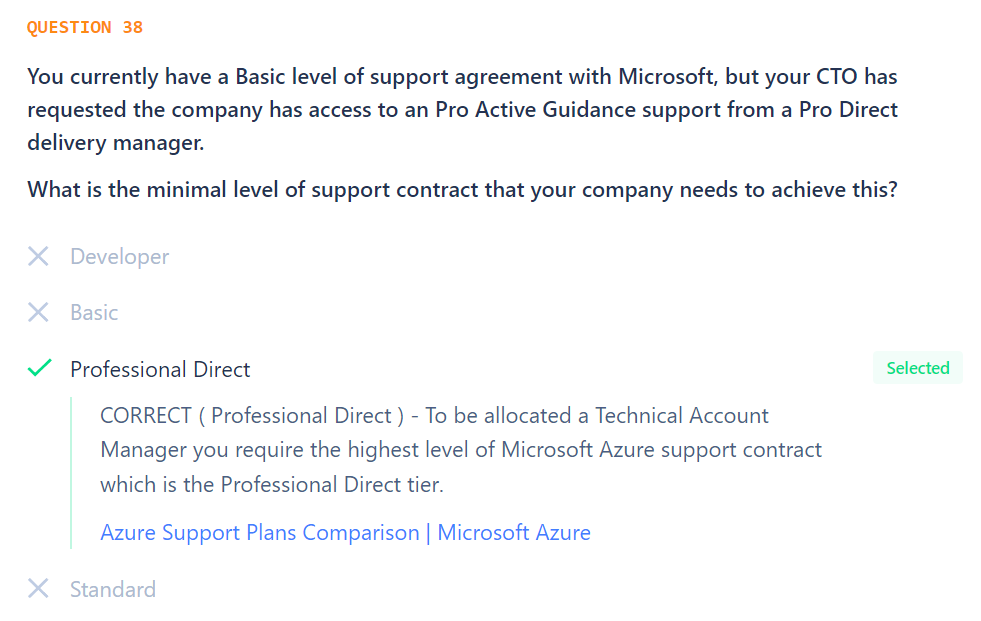 QUESTION 38
You currently have a Basic level of support agreement with Microsoft, but your CTO has
requested the company has access to an Pro Active Guidance support from a Pro Direct
delivery manager.
What is the minimal level of support contract that your company needs to achieve this?
Developer
Basic
Professional Direct
Selected
CORRECT ( Professional Direct ) - To be allocated a Technical Account
Manager you require the highest level of Microsoft Azure support contract
which is the Professional Direct tier.
Azure Support Plans Comparison | Microsoft Azure
Standard